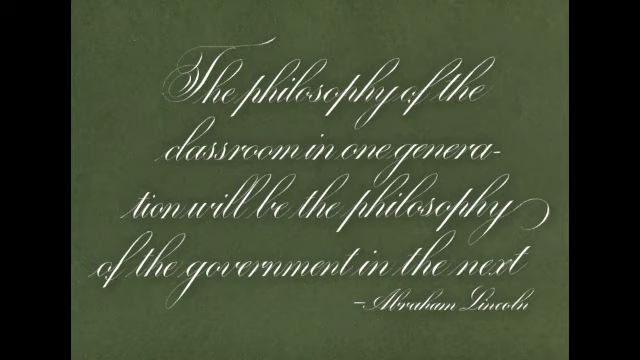 The philosophy of the
classroom in one genera-
tion will be the philosophy
of the government in the next
-Abraham Lincoln